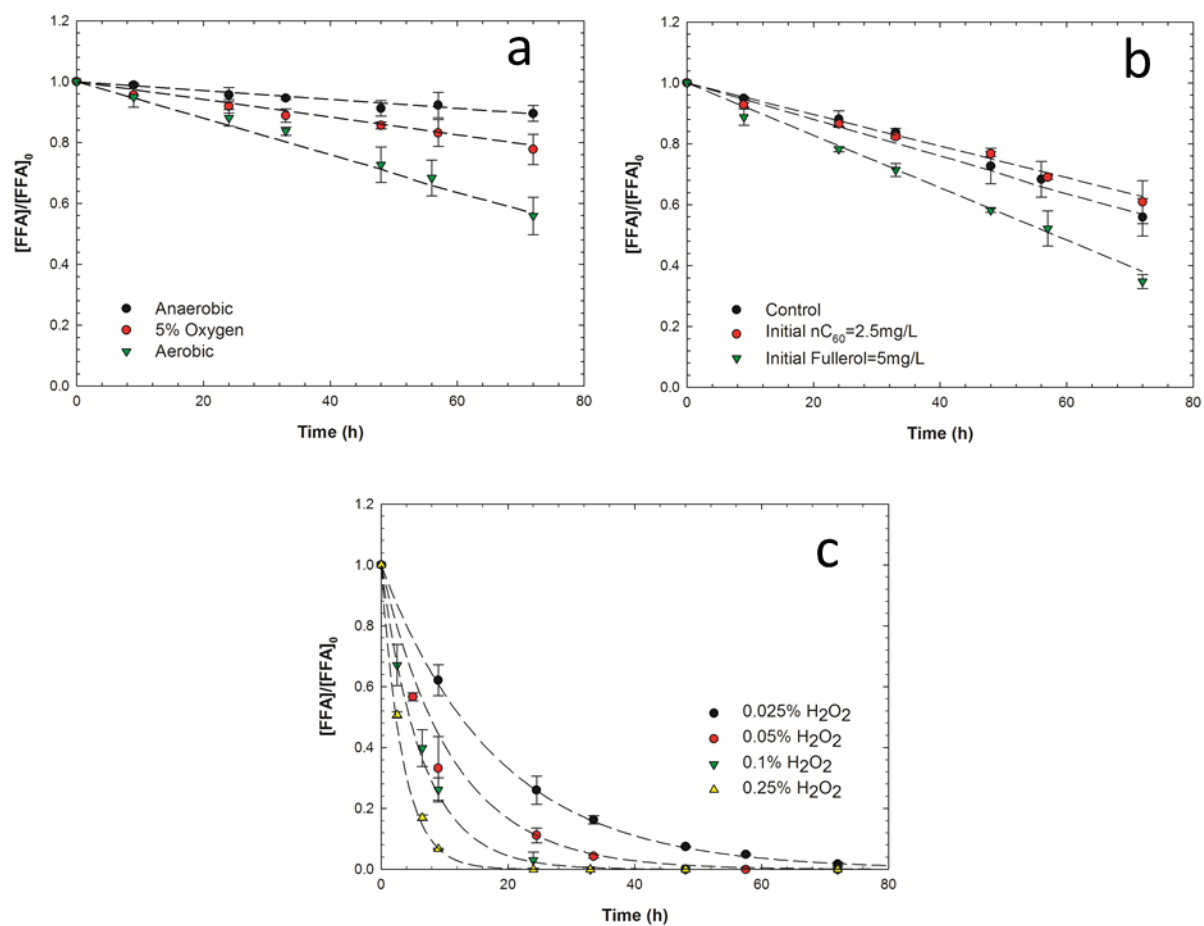 a
1.2
1.0
0.8
0.6
0.4
0.2
0.0
[FFA]/[FFA]₀
Anaerobic
5% Oxygen
Aerobic
0 20 40 60 80
Time (h)
b
1.2
1.0
0.8
0.6
0.4
0.2
0.0
[FFA]/[FFA]₀
Control
Initial nC₆₀=2.5mg/L
Initial Fullerol=5mg/L
0 20 40 60 80
Time (h)
c
1.2
1.0
0.8
0.6
0.4
0.2
0.0
[FFA]/[FFA]₀
0.025% H₂O₂
0.05% H₂O₂
0.1% H₂O₂
0.25% H₂O₂
0 20 40 60 80
Time (h)